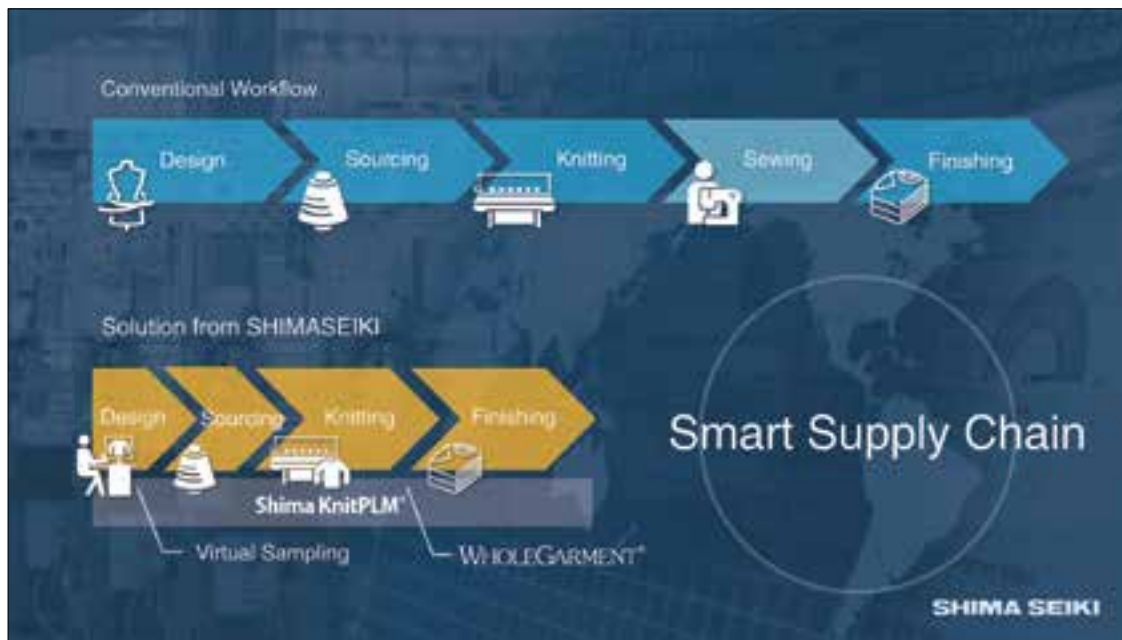 Conventional Workflow
Design Sourcing Knitting Sewing Finishing
Solution from SHIMASEIKI
Design Sourcing Knitting Finishing
Smart Supply Chain
Shima KnitPLM®
Virtual Sampling
WHOLEGARMENT®
SHIMA SEIKI